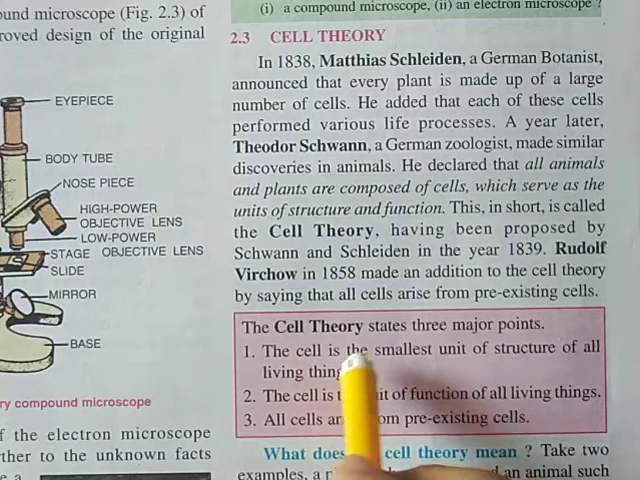 (i) a compound microscope, (ii) an electron microscope ?
und microscope (Fig. 2.3) of
roved design of the original
EYEPIECE
BODY TUBE
NOSE PIECE
HIGH-POWER
OBJECTIVE LENS
LOW-POWER
OBJECTIVE LENS
STAGE
SLIDE
MIRROR
BASE
ry compound microscope
f the electron microscope
ther to the unknown facts
2.3 CELL THEORY
In 1838, Matthias Schleiden, a German Botanist,
announced that every plant is made up of a large
number of cells. He added that each of these cells
performed various life processes. A year later,
Theodor Schwann, a German zoologist, made similar
discoveries in animals. He declared that all animals
and plants are composed of cells, which serve as the
units of structure and function. This, in short, is called
the Cell Theory, having been proposed by
Schwann and Schleiden in the year 1839. Rudolf
Virchow in 1858 made an addition to the cell theory
by saying that all cells arise from pre-existing cells.
The Cell Theory states three major points.
1. The cell is the smallest unit of structure of all
living thin
2. The cell is it of function of all living things.
3. All cells om pre-existing cells.
What does cell theory mean ? Take two
examples, a an animal such